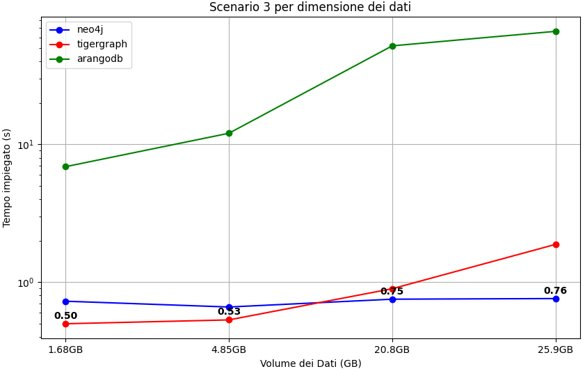 Scenario 3 per dimensione dei dati
neo4j
tigergraph
arangodb
Tempo impiegato (s)
10¹
10⁰
0.50
0.53
0.75
0.76
1.68GB
4.85GB
20.8GB
25.9GB
Volume dei Dati (GB)